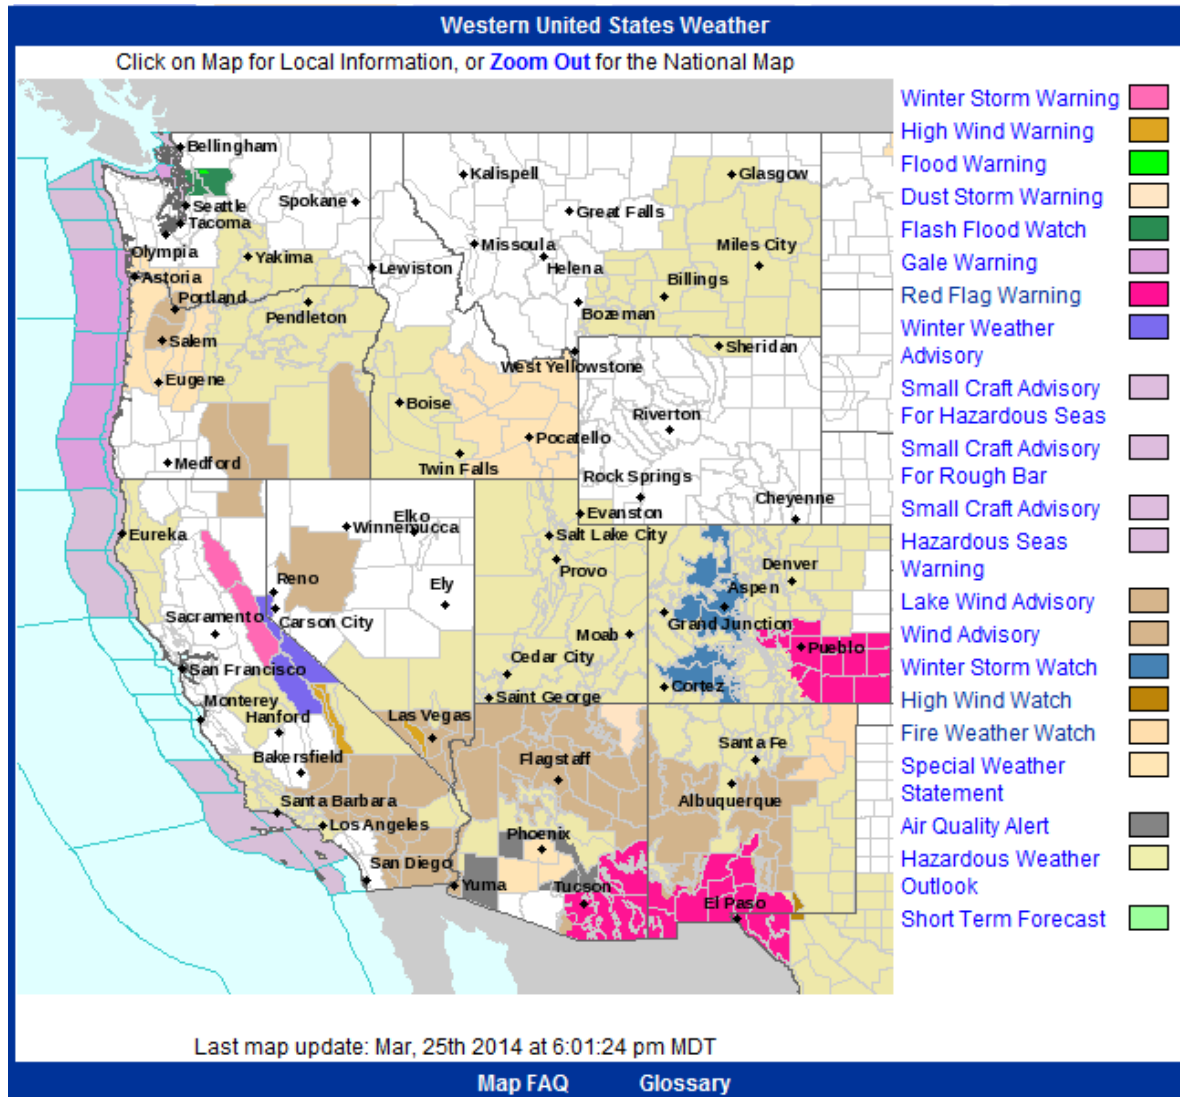 Western United States Weather
Click on Map for Local Information, or Zoom Out for the National Map
Winter Storm Warning
High Wind Warning
Flood Warning
Dust Storm Warning
Flash Flood Watch
Gale Warning
Red Flag Warning
Winter Weather
Advisory
Small Craft Advisory
For Hazardous Seas
Small Craft Advisory
For Rough Bar
Small Craft Advisory
Hazardous Seas
Warning
Lake Wind Advisory
Wind Advisory
Winter Storm Watch
High Wind Watch
Fire Weather Watch
Special Weather
Statement
Air Quality Alert
Hazardous Weather
Outlook
Short Term Forecast
Bellingham
Kalispell
Glasgow
Spokane
Seattle
Great Falls
Tacoma
Olympia
Missoula
Miles City
Yakima
Lewiston
Helena
Astoria
Billings
Portland
Pendleton
Bozeman
Salem
Sheridan
West Yellowstone
Eugene
Boise
Riverton
Pocatello
Medford
Twin Falls
Rock Springs
Cheyenne
Evanston
Elko
Winnemucca
Eureka
Salt Lake City
Provo
Denver
Reno
Ely
Aspen
Sacramento
Carson City
Grand Junction
Moab
Pueblo
San Francisco
Cedar City
Cortez
Monterey
Saint George
Hanford
Las Vegas
Santa Fe
Bakersfield
Flagstaff
Santa Barbara
Albuquerque
Los Angeles
Phoenix
San Diego
Yuma
Tucson
El Paso
Last map update: Mar, 25th 2014 at 6:01:24 pm MDT
Map FAQ
Glossary